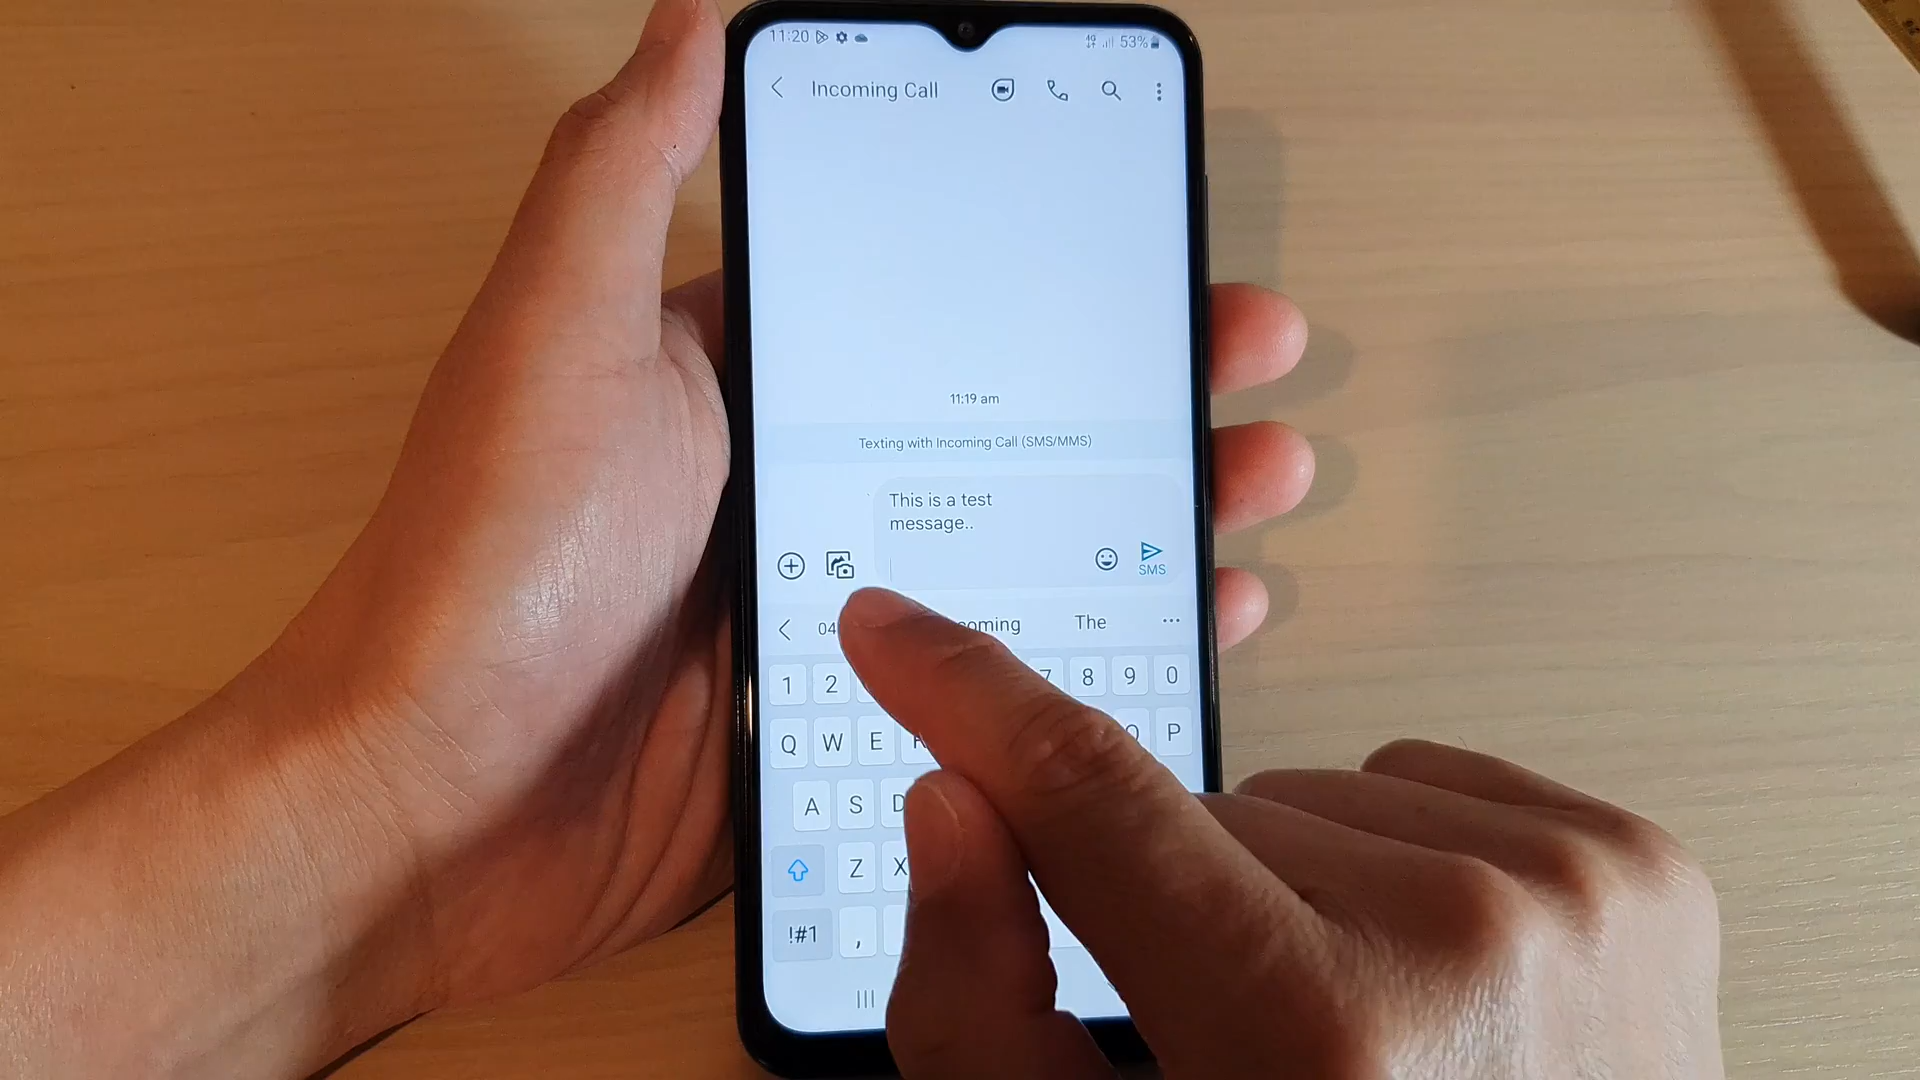 11:20
53%
Incoming Call
11:19 am
Texting with Incoming Call (SMS/MMS)
This is a test
message..
SMS
The
1 2 7 8 9 0
Q W E P
A S D
Z X
!#1 ,